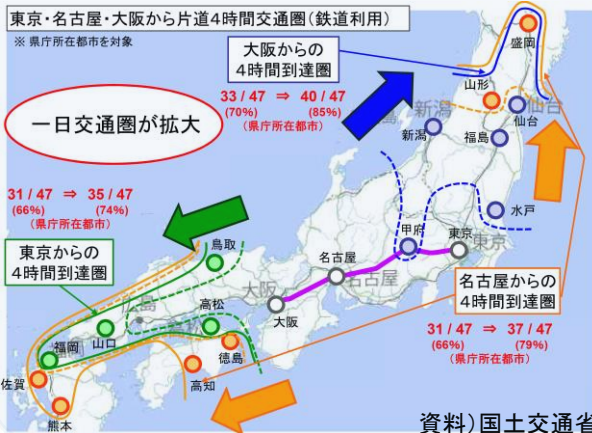 東京・名古屋・大阪から片道4時間交通圏(鉄道利用)
※ 県庁所在都市を対象
大阪からの
4時間到達圏
33 / 47 ⇒ 40 / 47
(70%) (85%)
(県庁所在都市)
一日交通圏が拡大
31 / 47 ⇒ 35 / 47
(66%) (74%)
(県庁所在都市)
東京からの
4時間到達圏
名古屋からの
4時間到達圏
31 / 47 ⇒ 37 / 47
(66%) (79%)
(県庁所在都市)
盛岡
山形
仙台
仙台
新潟
新潟
福島
水戸
甲府
東京
東京
名古屋
名古屋
大阪
大阪
鳥取
高松
徳島
高知
広島
山口
福岡
福岡
佐賀
熊本
資料)国土交通省